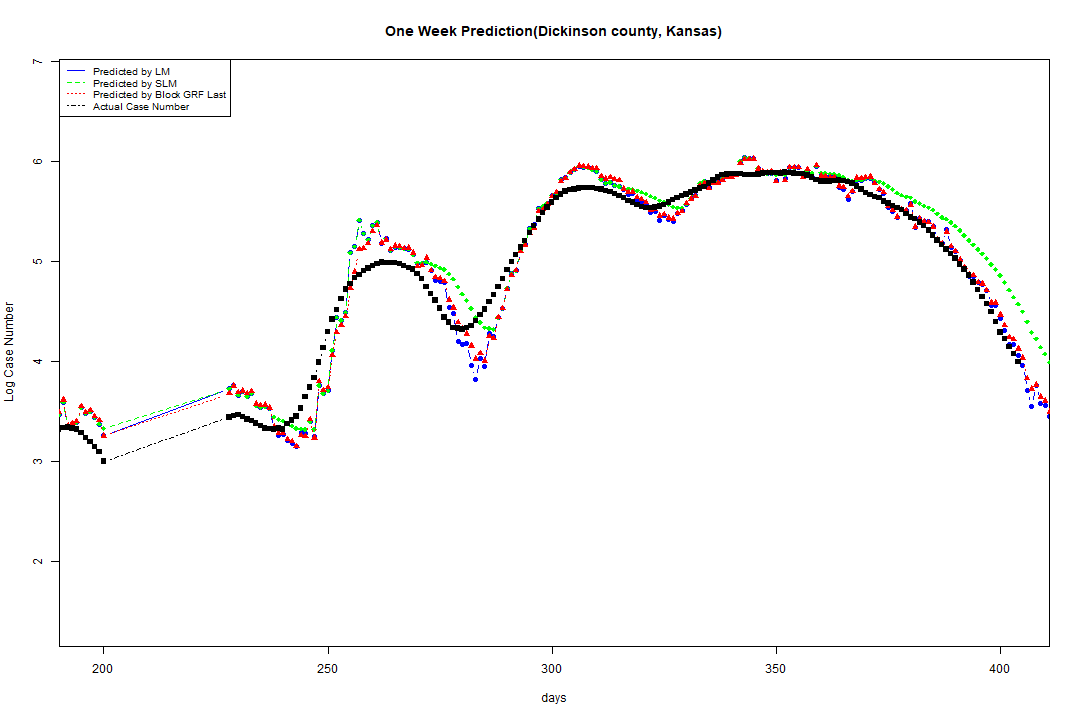 One Week Prediction(Dickinson county, Kansas)
Predicted by LM
Predicted by SLM
Predicted by Block GRF Last
Actual Case Number
7
6
5
4
3
2
Log Case Number
200 250 300 350 400
days